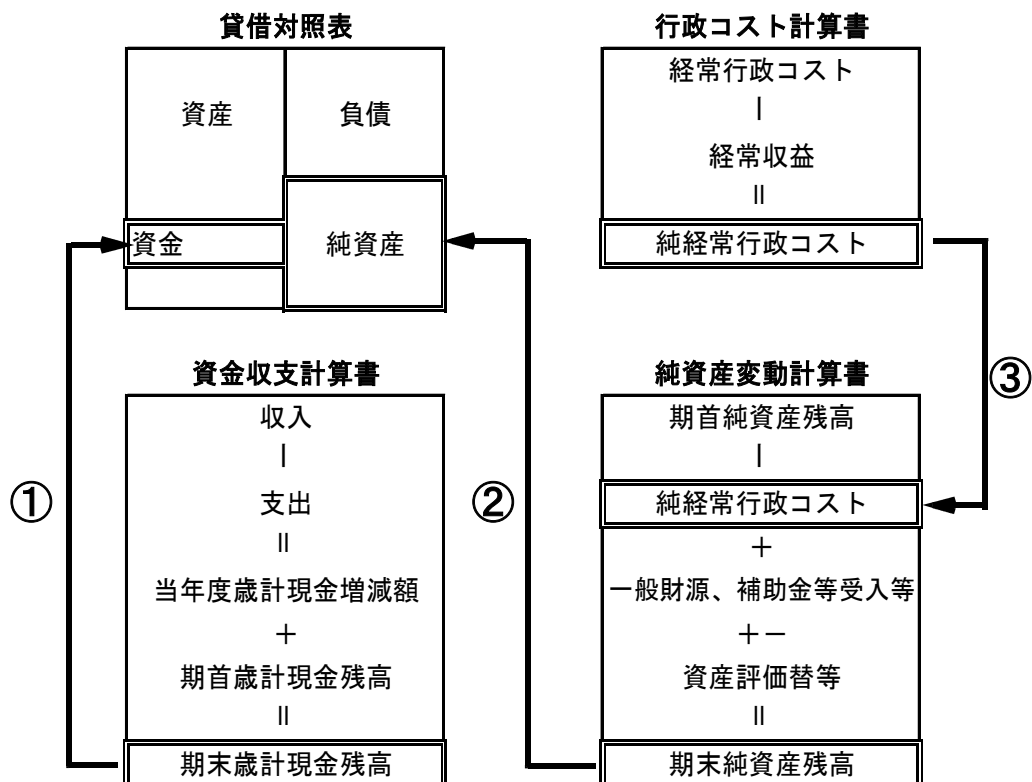 貸借対照表
資産
負債
資金
純資産
行政コスト計算書
経常行政コスト
－
経常収益
＝
純経常行政コスト
資金収支計算書
収入
－
支出
＝
当年度歳計現金増減額
＋
期首歳計現金残高
＝
期末歳計現金残高
純資産変動計算書
期首純資産残高
－
純経常行政コスト
＋
一般財源、補助金等受入等
＋－
資産評価替等
＝
期末純資産残高
①
②
③